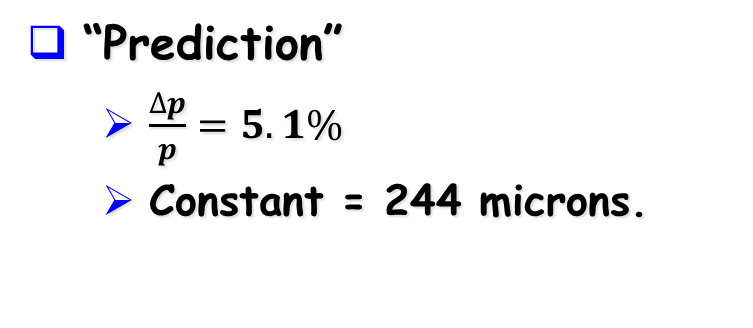 ❑ “Prediction”
➢ Δp/p = 5.1%
➢ Constant = 244 microns.